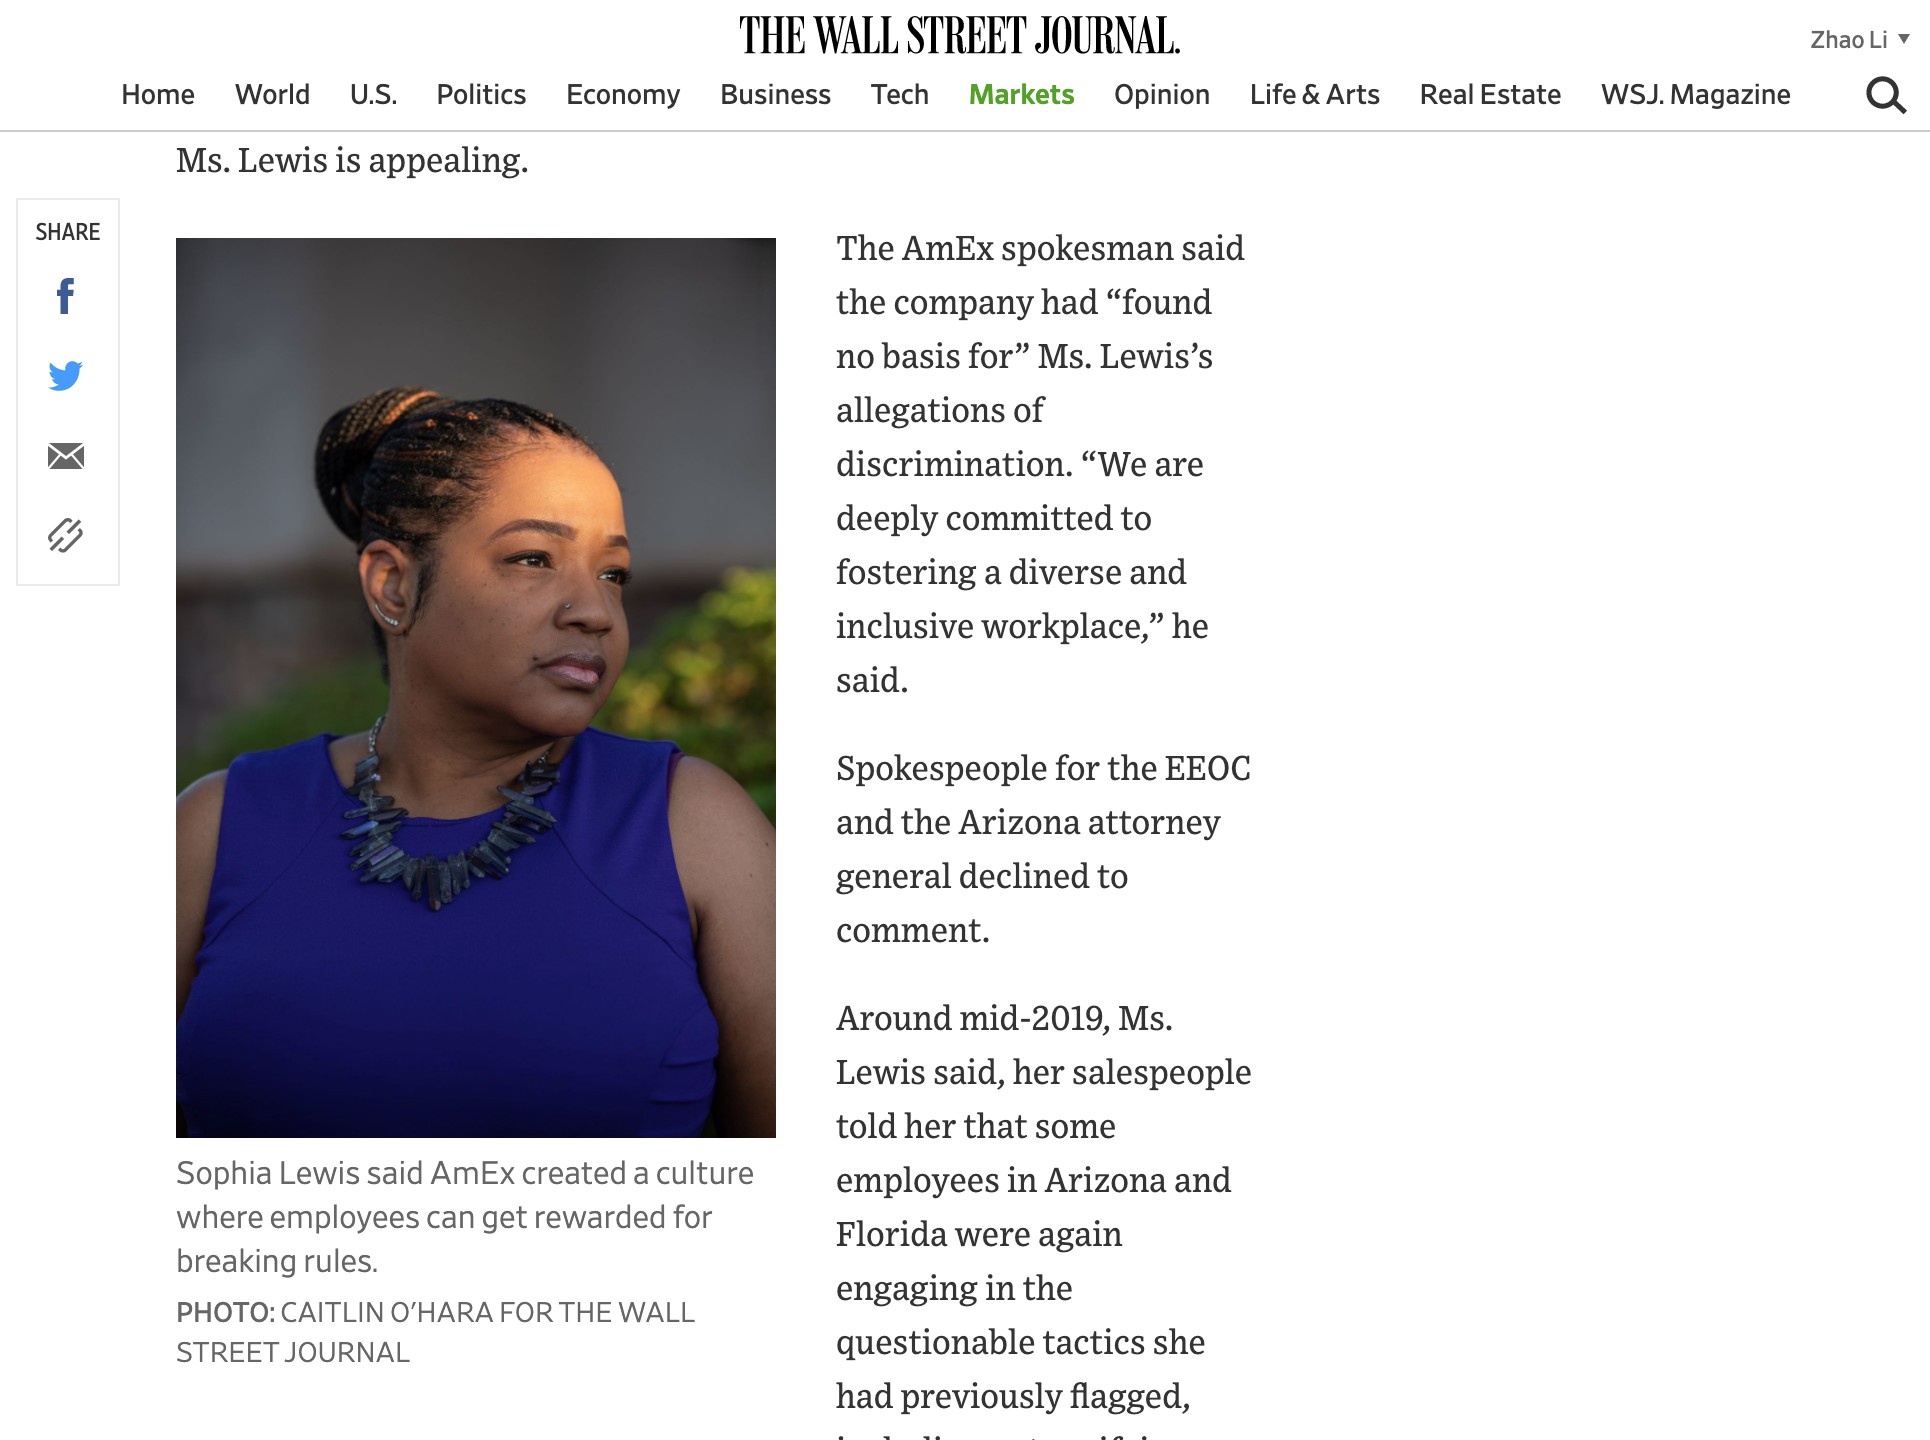 THE WALL STREET JOURNAL.
Zhao Li
Home World U.S. Politics Economy Business Tech Markets Opinion Life & Arts Real Estate WSJ. Magazine
Ms. Lewis is appealing.
SHARE
The AmEx spokesman said
the company had “found
no basis for” Ms. Lewis’s
allegations of
discrimination. “We are
deeply committed to
fostering a diverse and
inclusive workplace,” he
said.
Spokespeople for the EEOC
and the Arizona attorney
general declined to
comment.
Around mid-2019, Ms.
Lewis said, her salespeople
told her that some
employees in Arizona and
Florida were again
engaging in the
questionable tactics she
had previously flagged,
Sophia Lewis said AmEx created a culture
where employees can get rewarded for
breaking rules.
PHOTO: CAITLIN O’HARA FOR THE WALL
STREET JOURNAL